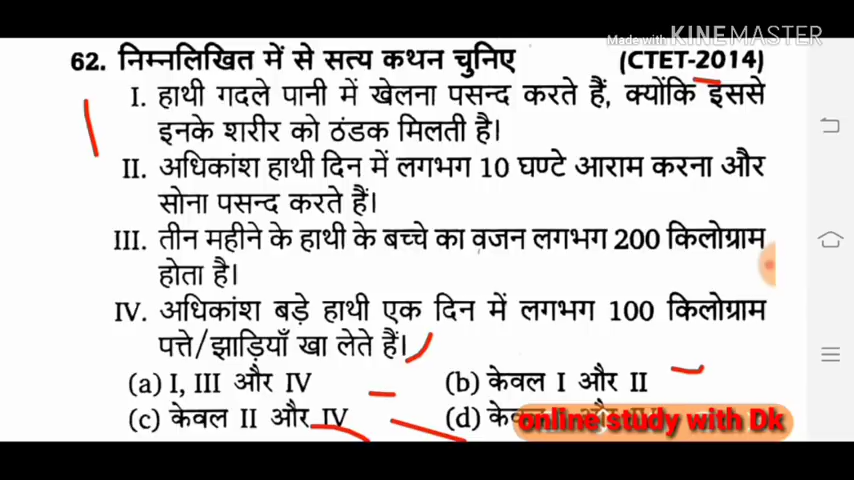 Made with KINEMASTER
62. निम्नलिखित में से सत्य कथन चुनिए (CTET-2014)
I. हाथी गदले पानी में खेलना पसन्द करते हैं, क्योंकि इससे
इनके शरीर को ठंडक मिलती है।
II. अधिकांश हाथी दिन में लगभग 10 घण्टे आराम करना और
सोना पसन्द करते हैं।
III. तीन महीने के हाथी के बच्चे का वजन लगभग 200 किलोग्राम
होता है।
IV. अधिकांश बड़े हाथी एक दिन में लगभग 100 किलोग्राम
पत्ते/झाड़ियाँ खा लेते हैं।
(a) I, III और IV (b) केवल I और II
(c) केवल II और IV (d)
online study with Dk